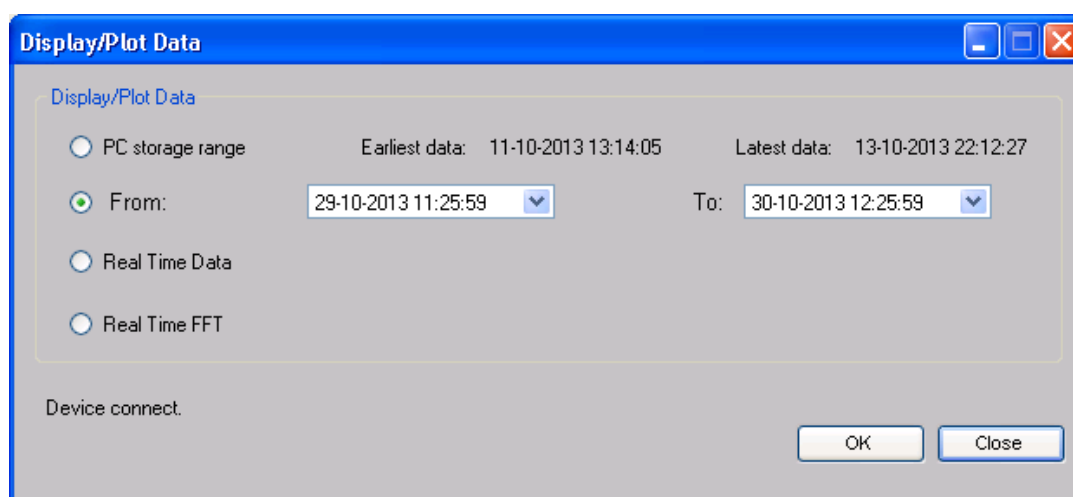 Display/Plot Data
Display/Plot Data
PC storage range Earliest data: 11-10-2013 13:14:05 Latest data: 13-10-2013 22:12:27
From: 29-10-2013 11:25:59 To: 30-10-2013 12:25:59
Real Time Data
Real Time FFT
Device connect.
OK Close